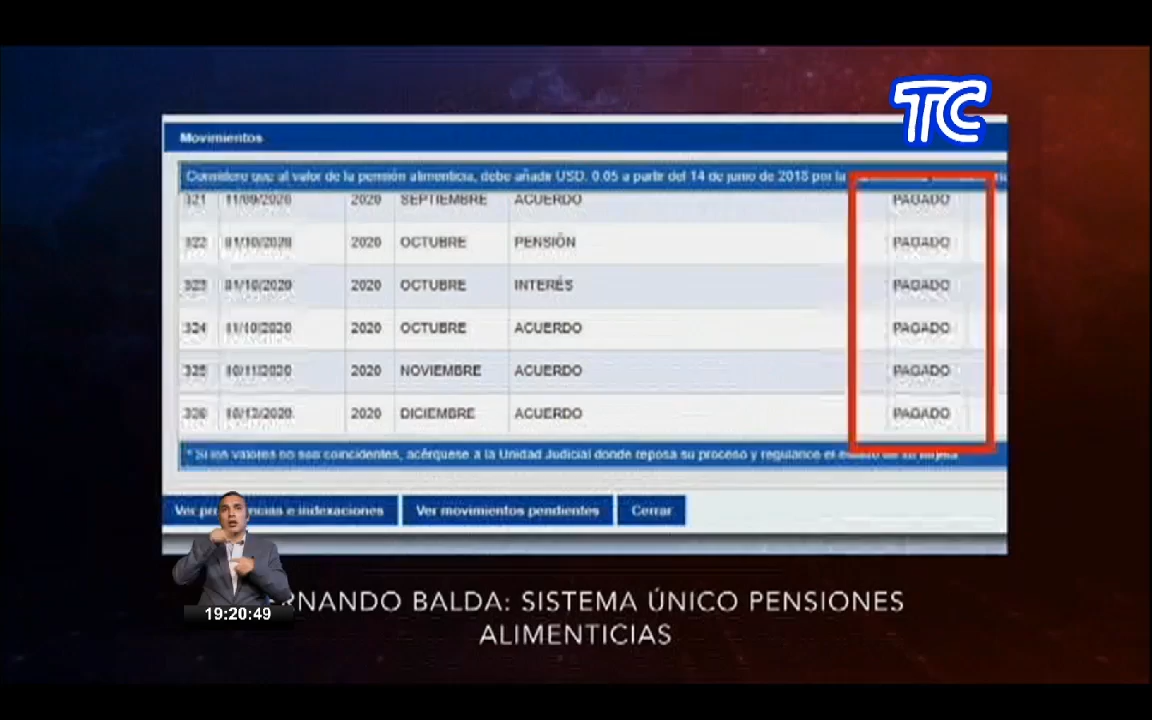 TC
Movimientos
Considere que al valor de la pensión alimenticia, debe añadir USD. 0.05 a partir del 14 de junio de 2018 por la
321 11/09/2020 2020 SEPTIEMBRE ACUERDO PAGADO
322 01/10/2020 2020 OCTUBRE PENSIÓN PAGADO
323 01/10/2020 2020 OCTUBRE INTERÉS PAGADO
324 11/10/2020 2020 OCTUBRE ACUERDO PAGADO
325 10/11/2020 2020 NOVIEMBRE ACUERDO PAGADO
326 10/12/2020 2020 DICIEMBRE ACUERDO PAGADO
* Si los valores no son coincidentes, acérquese a la Unidad Judicial donde reposa su proceso y regularice el estado de su tarjeta
Ver e indexaciones Ver movimientos pendientes Cerrar
19:20:49
RNANDO BALDA: SISTEMA ÚNICO PENSIONES
ALIMENTICIAS